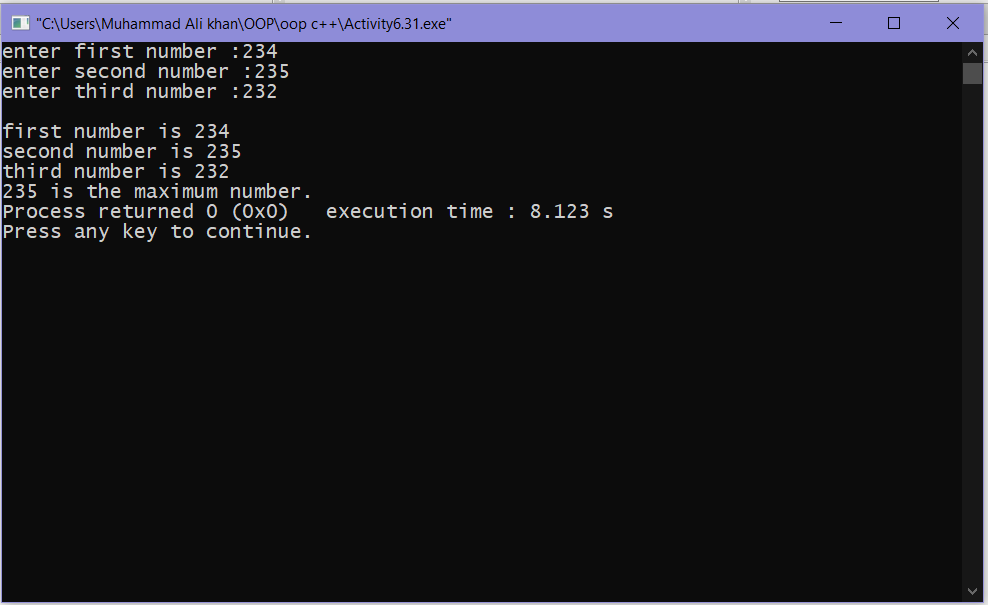 "C:\Users\Muhammad Ali khan\OOP\oop c++\Activity6.31.exe"
enter first number :234
enter second number :235
enter third number :232
first number is 234
second number is 235
third number is 232
235 is the maximum number.
Process returned 0 (0x0)   execution time : 8.123 s
Press any key to continue.